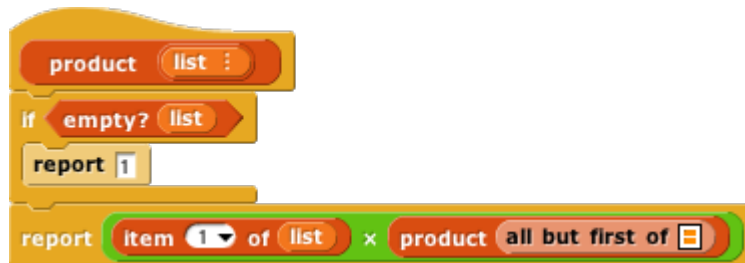 product list
if empty? list
report 1
report item 1 of list × product all but first of